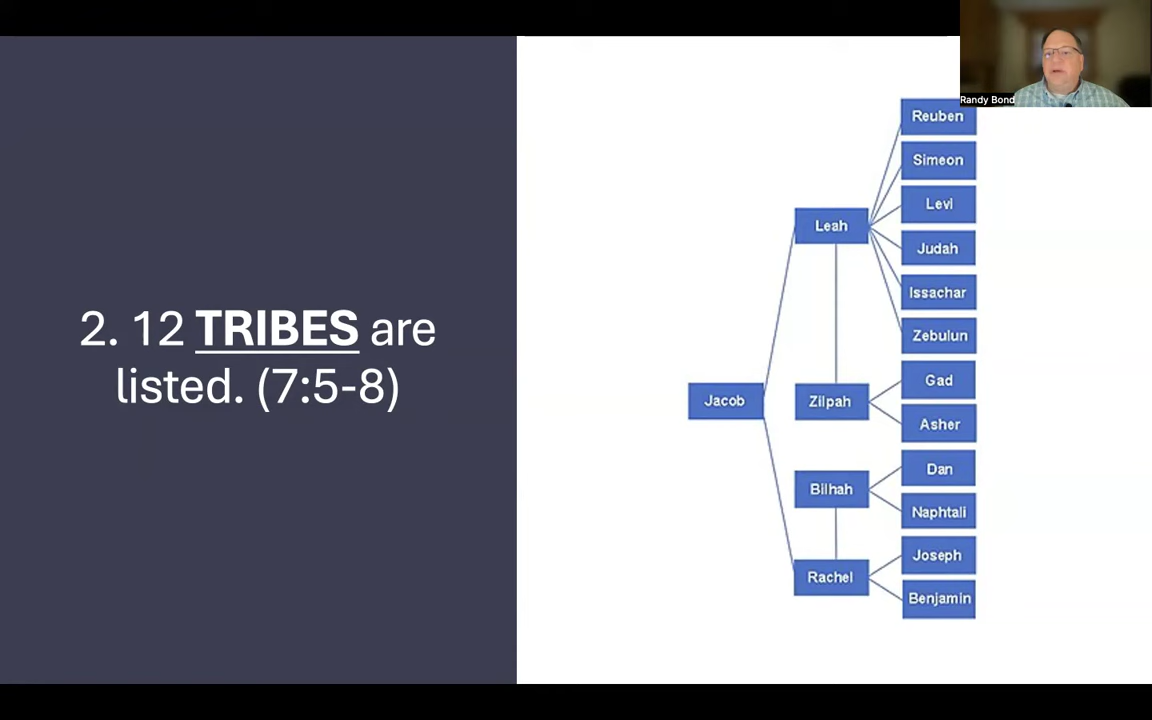 Randy Bond
2. 12 TRIBES are
listed. (7:5-8)
Jacob
Leah
Zilpah
Bilhah
Rachel
Reuben
Simeon
Levi
Judah
Issachar
Zebulun
Gad
Asher
Dan
Naphtali
Joseph
Benjamin